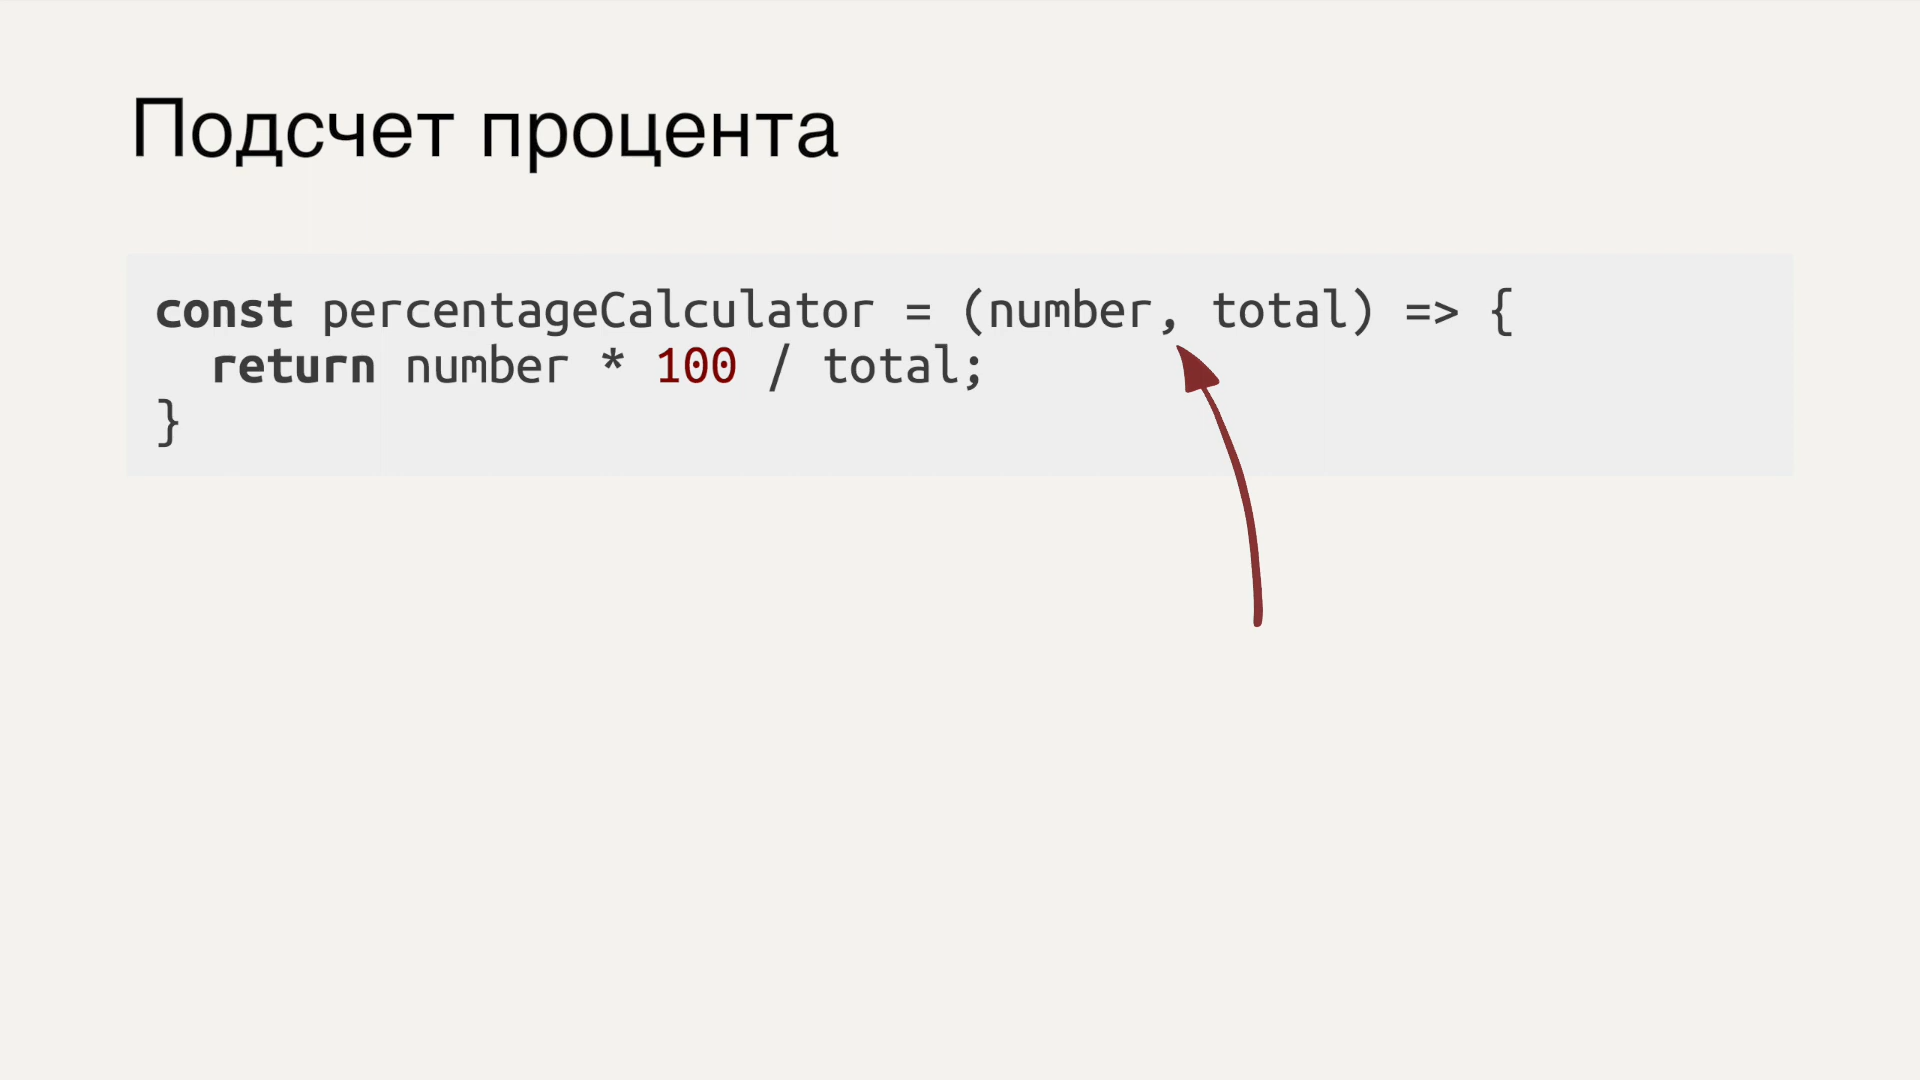 Подсчет процента
const percentageCalculator = (number, total) => {
  return number * 100 / total;
}